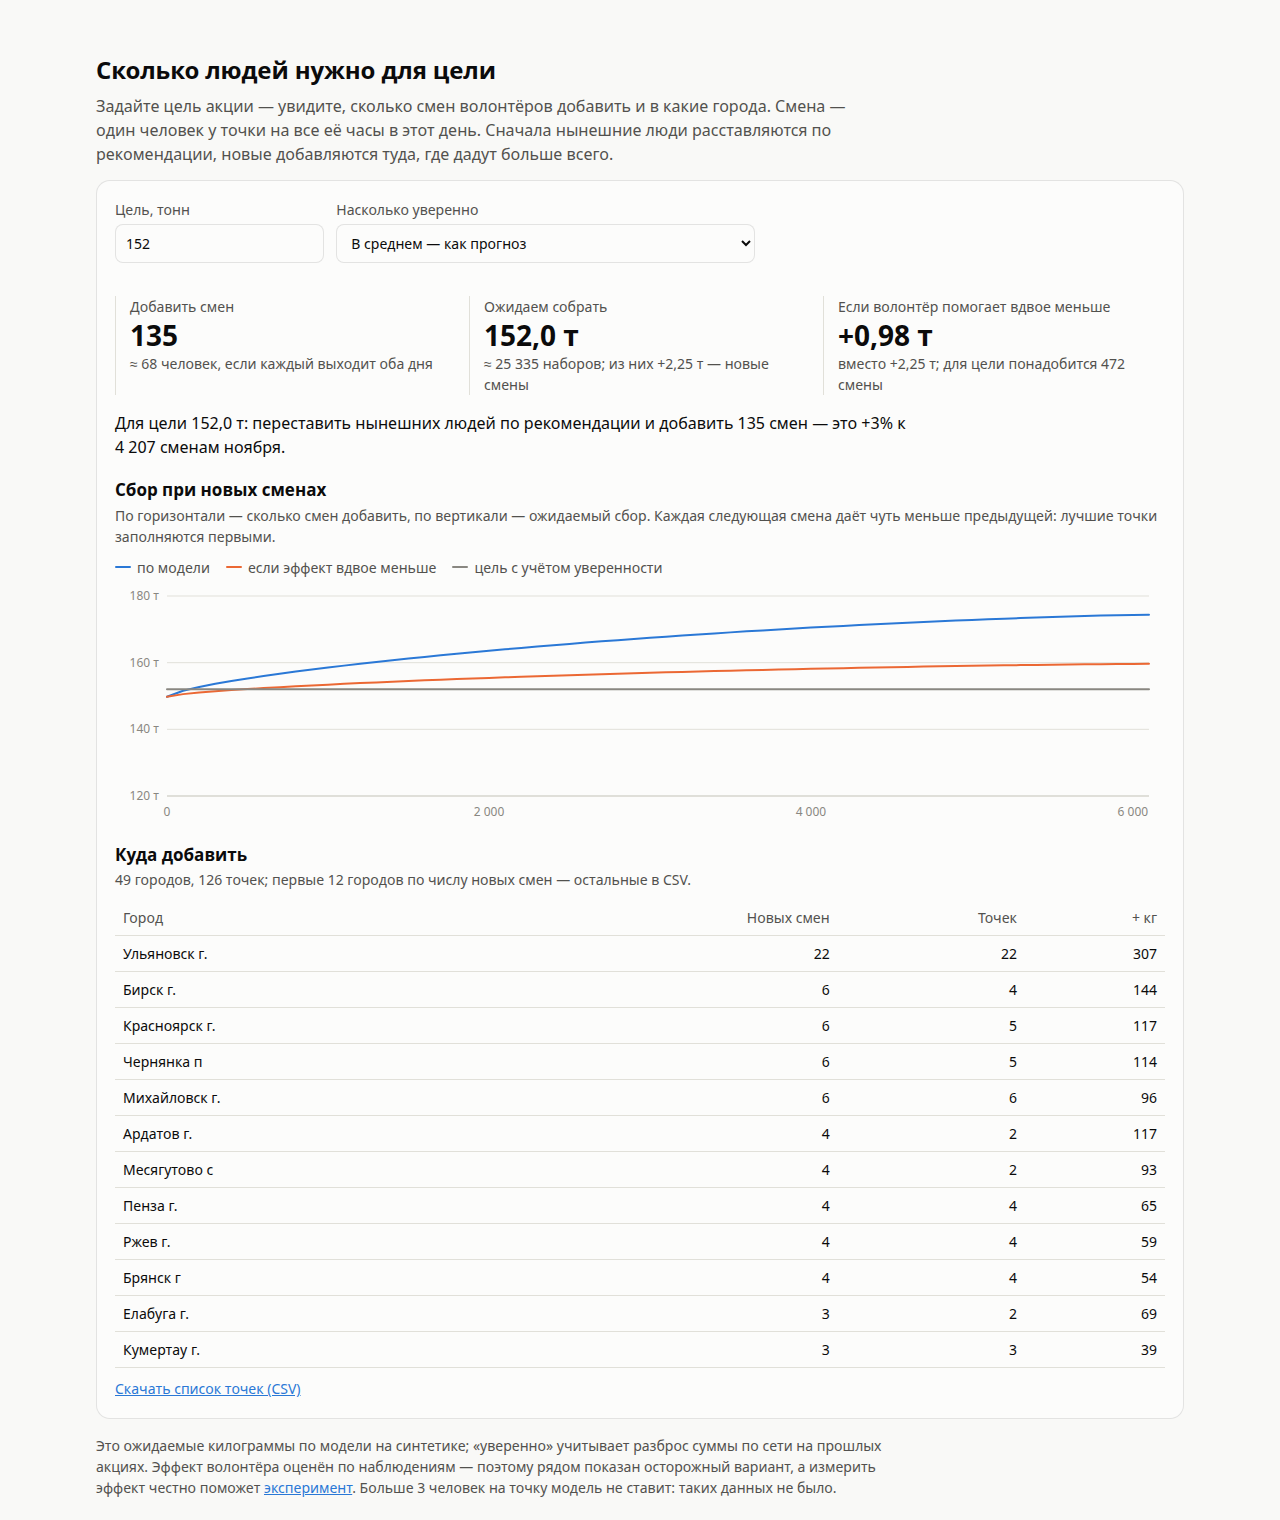 Сколько людей нужно для цели
Задайте цель акции — увидите, сколько смен волонтёров добавить и в какие города. Смена —
один человек у точки на все её часы в этот день. Сначала нынешние люди расставляются по
рекомендации, новые добавляются туда, где дадут больше всего.
Цель, тонн
Насколько уверенно
152
В среднем — как прогноз
Добавить смен
135
≈ 68 человек, если каждый выходит оба дня
Ожидаем собрать
152,0 т
≈ 25 335 наборов; из них +2,25 т — новые
смены
Если волонтёр помогает вдвое меньше
+0,98 т
вместо +2,25 т; для цели понадобится 472
смены
Для цели 152,0 т: переставить нынешних людей по рекомендации и добавить 135 смен — это +3% к
4 207 сменам ноября.
Сбор при новых сменах
По горизонтали — сколько смен добавить, по вертикали — ожидаемый сбор. Каждая следующая смена даёт чуть меньше предыдущей: лучшие точки
заполняются первыми.
по модели если эффект вдвое меньше цель с учётом уверенности
180 т
160 т
140 т
120 т
0 2 000 4 000 6 000
Куда добавить
49 городов, 126 точек; первые 12 городов по числу новых смен — остальные в CSV.
Город Новых смен Точек + кг
Ульяновск г. 22 22 307
Бирск г. 6 4 144
Красноярск г. 6 5 117
Чернянка п 6 5 114
Михайловск г. 6 6 96
Ардатов г. 4 2 117
Месягутово с 4 2 93
Пенза г. 4 4 65
Ржев г. 4 4 59
Брянск г 4 4 54
Елабуга г. 3 2 69
Кумертау г. 3 3 39
Скачать список точек (CSV)
Это ожидаемые килограммы по модели на синтетике; «уверенно» учитывает разброс суммы по сети на прошлых
акциях. Эффект волонтёра оценён по наблюдениям — поэтому рядом показан осторожный вариант, а измерить
эффект честно поможет эксперимент. Больше 3 человек на точку модель не ставит: таких данных не было.